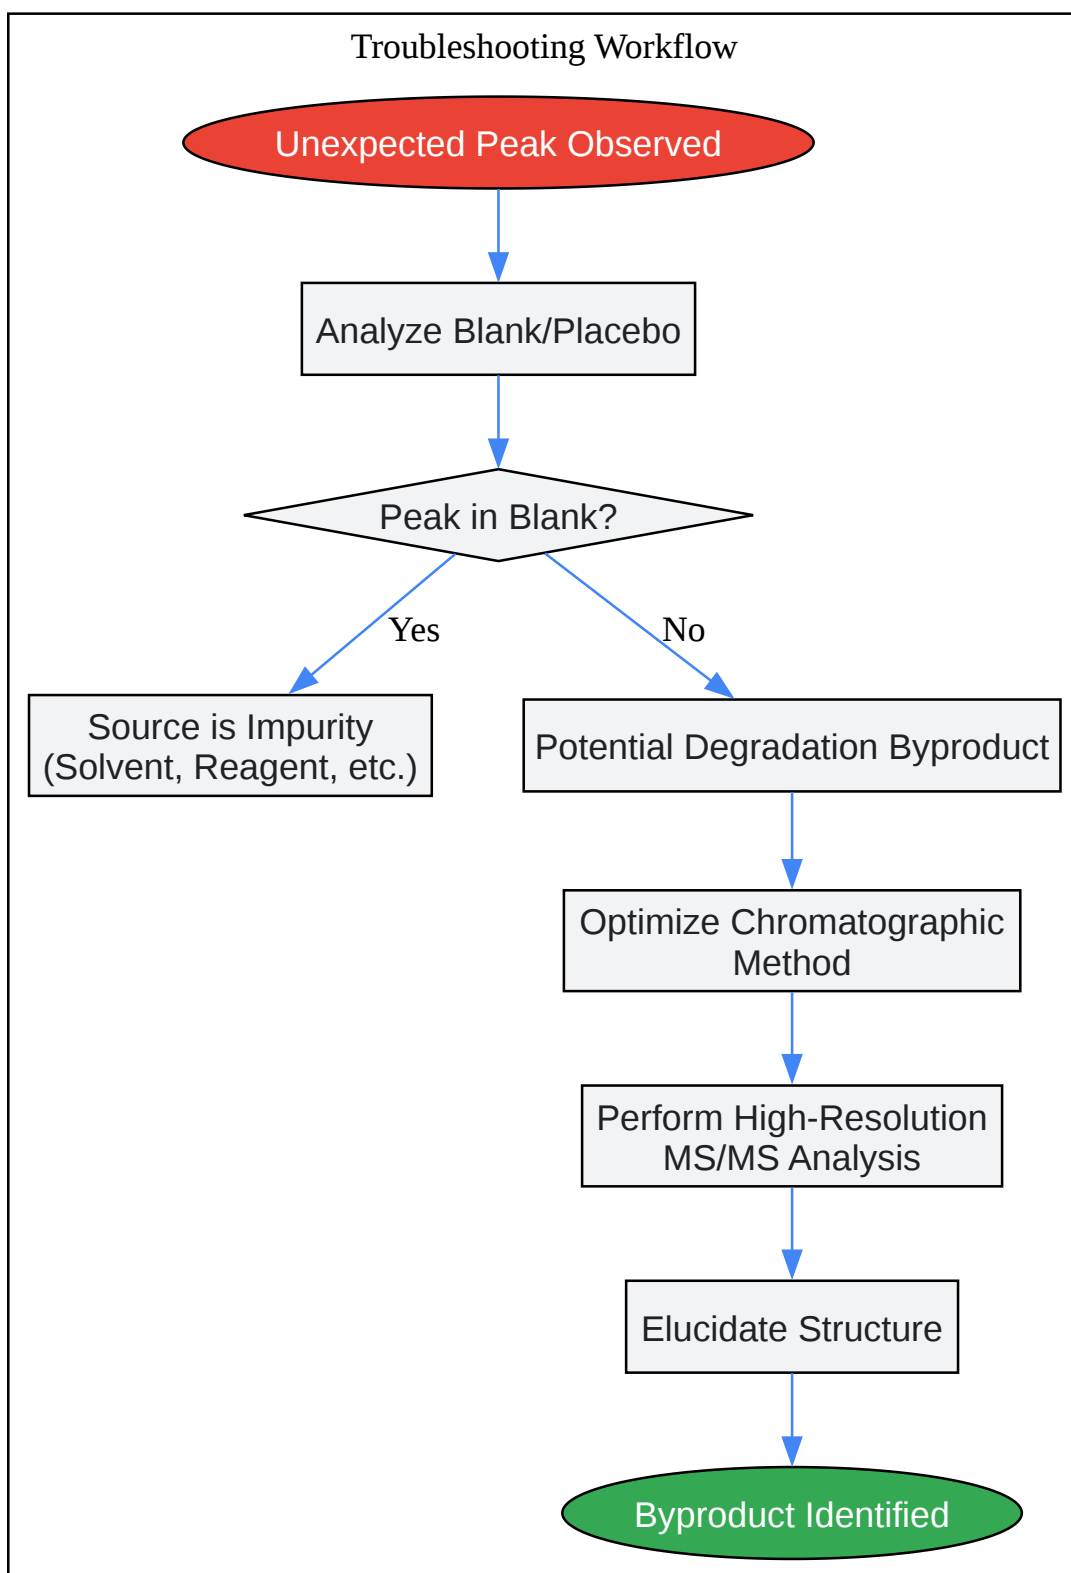 Troubleshooting Workflow
Unexpected Peak Observed
Analyze Blank/Placebo
Peak in Blank?
Yes
No
Source is Impurity
(Solvent, Reagent, etc.)
Potential Degradation Byproduct
Optimize Chromatographic
Method
Perform High-Resolution
MS/MS Analysis
Elucidate Structure
Byproduct Identified